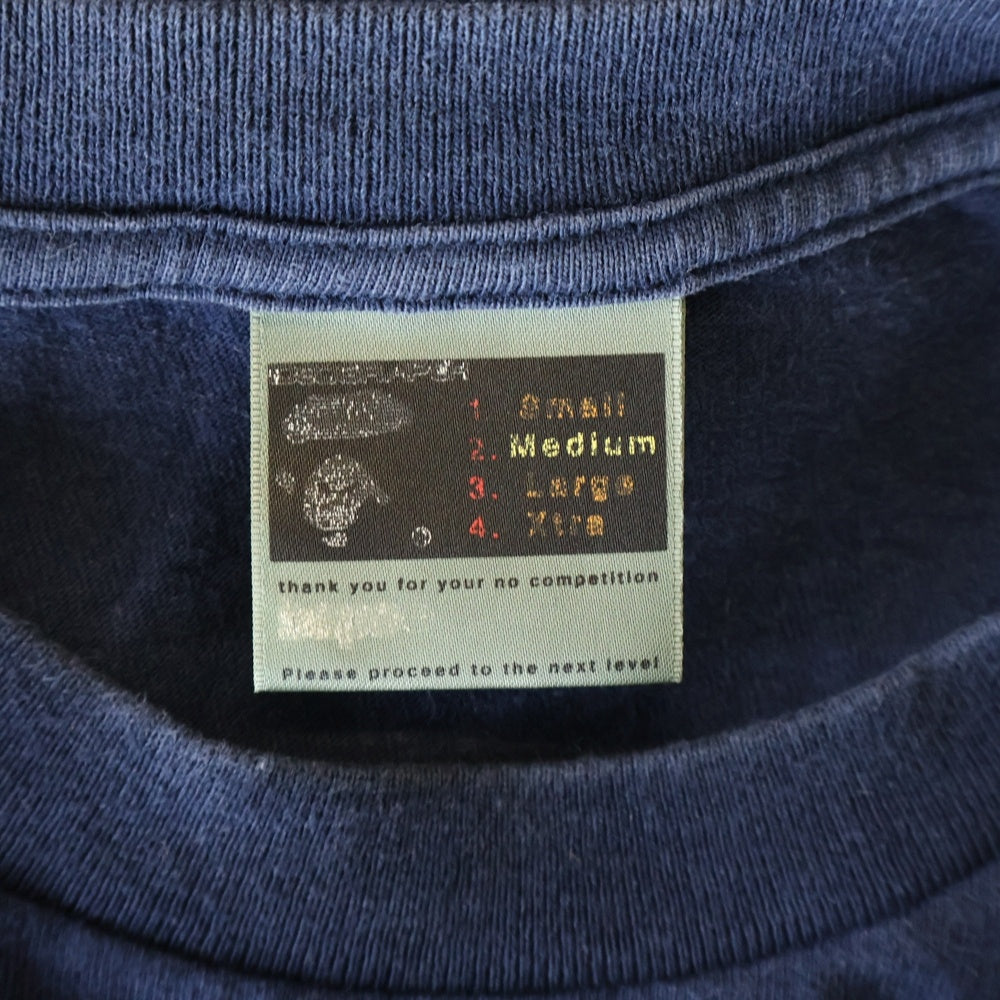 1. Small
2. Medium
3. Large
4. Xtra
thank you for your no competition
Please proceed to the next level